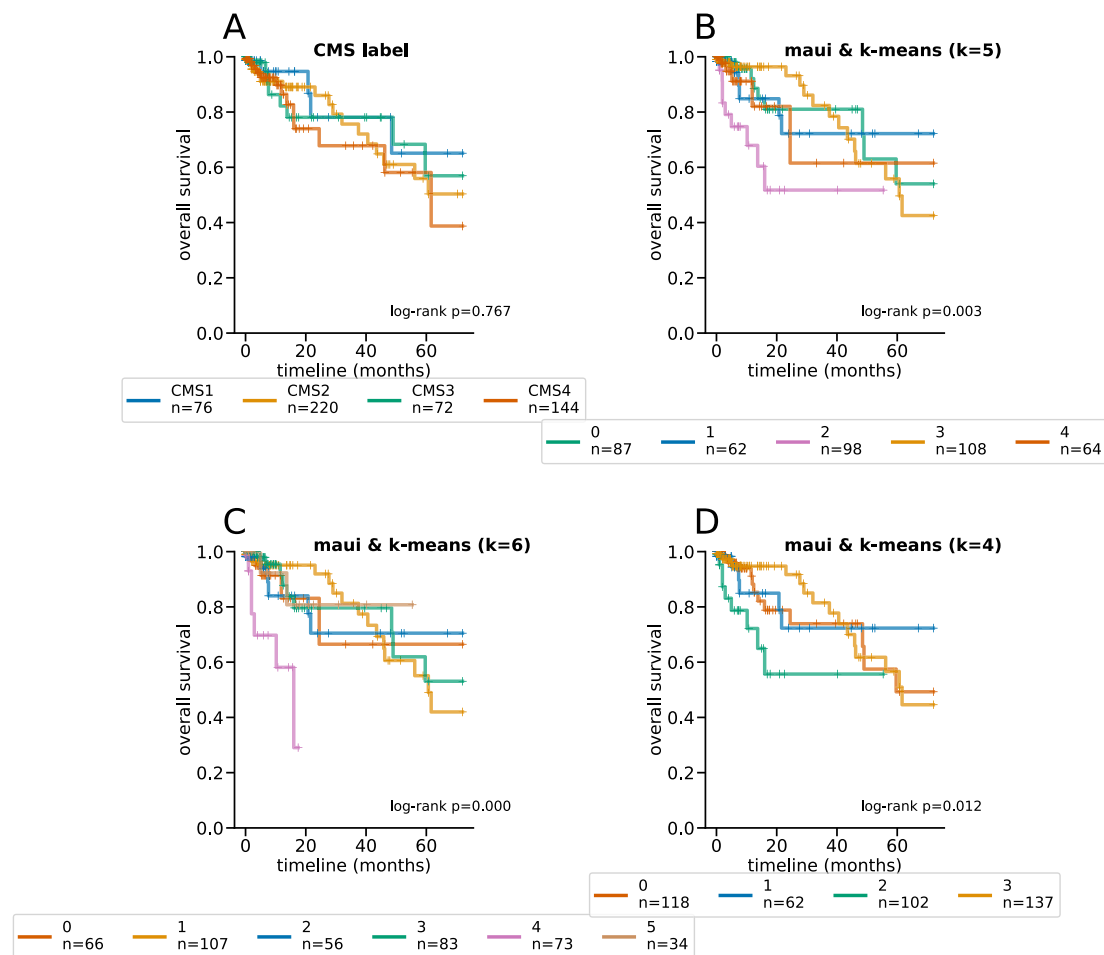 A
CMS label
1.0
0.8
0.6
0.4
0.2
0.0
overall survival
log-rank p=0.767
0 20 40 60
timeline (months)
CMS1 CMS2 CMS3 CMS4
n=76 n=220 n=72 n=144
B
maui & k-means (k=5)
1.0
0.8
0.6
0.4
0.2
0.0
overall survival
log-rank p=0.003
0 20 40 60
timeline (months)
0 1 2 3 4
n=87 n=62 n=98 n=108 n=64
C
maui & k-means (k=6)
1.0
0.8
0.6
0.4
0.2
0.0
overall survival
log-rank p=0.000
0 20 40 60
timeline (months)
0 1 2 3 4 5
n=66 n=107 n=56 n=83 n=73 n=34
D
maui & k-means (k=4)
1.0
0.8
0.6
0.4
0.2
0.0
overall survival
log-rank p=0.012
0 20 40 60
timeline (months)
0 1 2 3
n=118 n=62 n=102 n=137